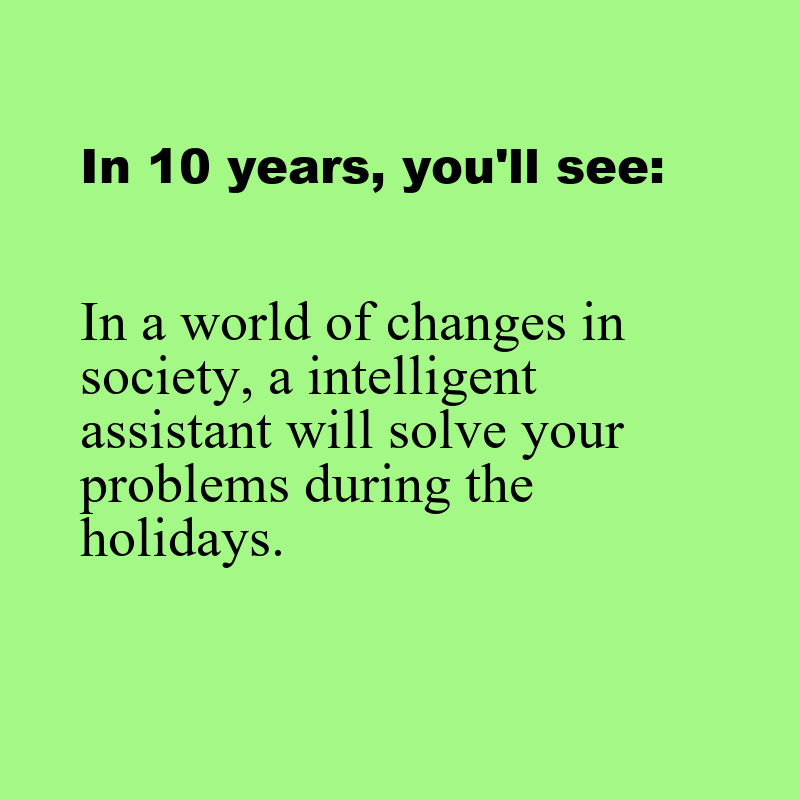 In 10 years, you'll see:
In a world of changes in
society, a intelligent
assistant will solve your
problems during the
holidays.